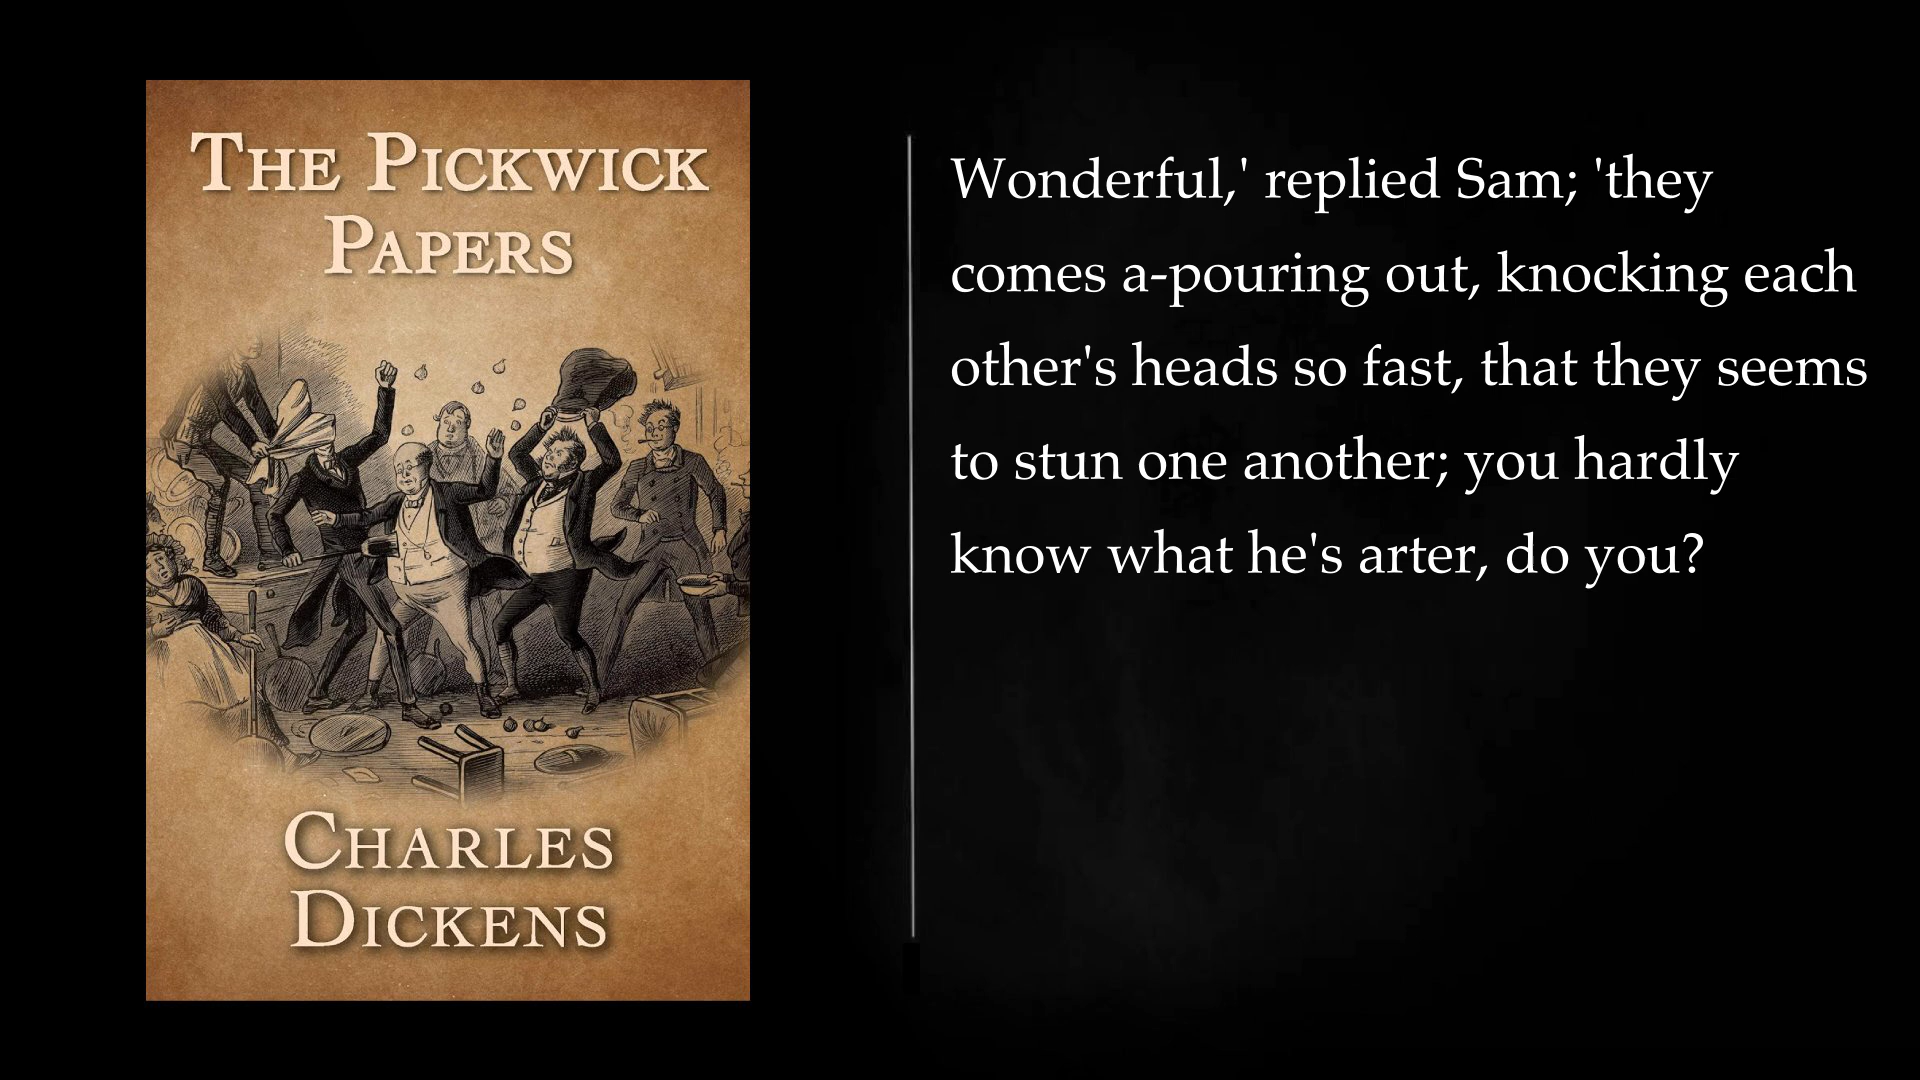 THE PICKWICK
PAPERS
CHARLES
DICKENS
Wonderful,' replied Sam; 'they
comes a-pouring out, knocking each
other's heads so fast, that they seems
to stun one another; you hardly
know what he's arter, do you?